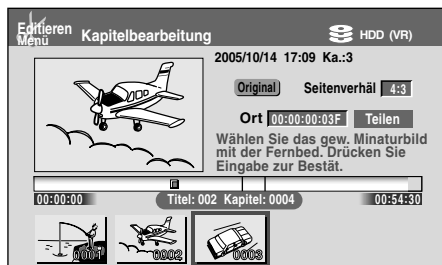 Editieren
Menü
Kapitelbearbeitung
HDD (VR)
2005/10/14 17:09 Ka.:3
Original Seitenverhäl 4:3
Ort 00:00:00:03F Teilen
Wählen Sie das gew. Minaturbild
mit der Fernbed. Drücken Sie
Eingabe zur Bestät.
00:00:00 Titel: 002 Kapitel: 0004 00:54:30
0001 0002 0003